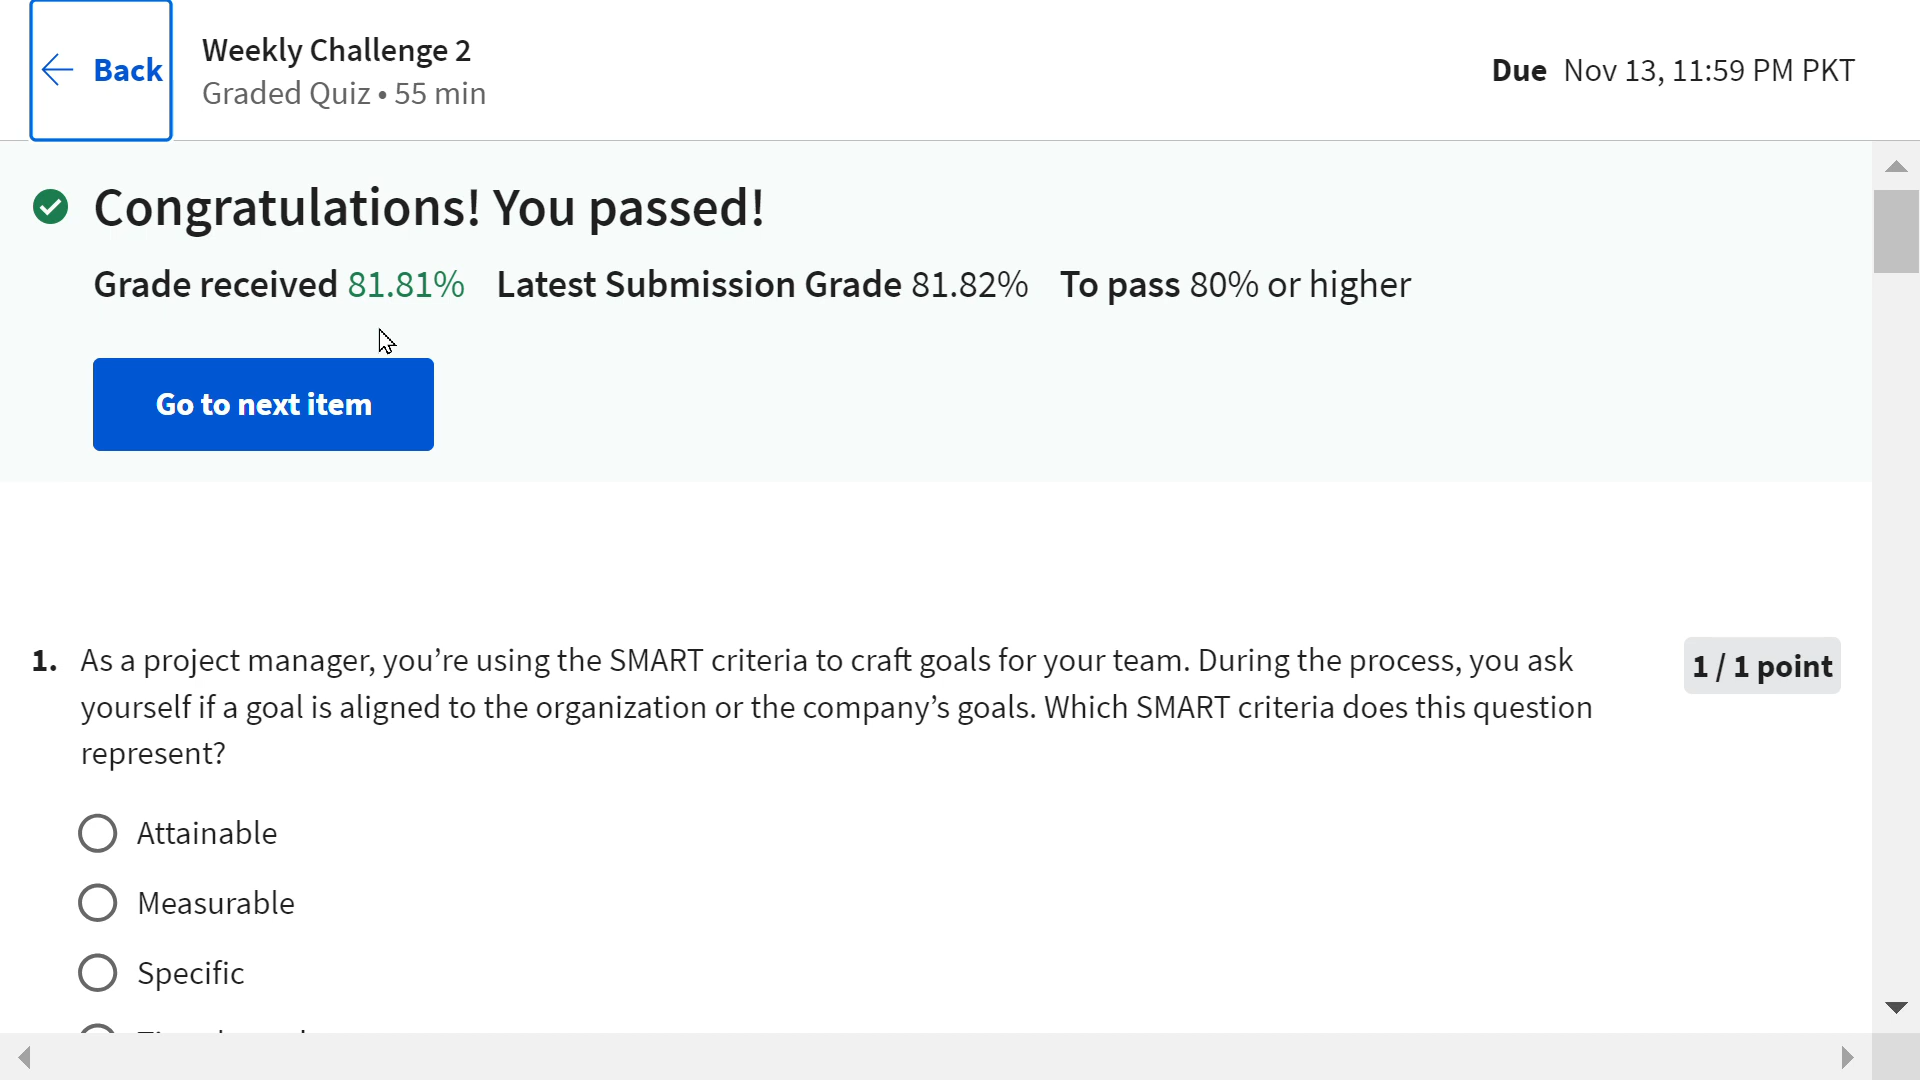 Back
Weekly Challenge 2
Graded Quiz • 55 min
Due Nov 13, 11:59 PM PKT
Congratulations! You passed!
Grade received 81.81% Latest Submission Grade 81.82% To pass 80% or higher
Go to next item
1. As a project manager, you’re using the SMART criteria to craft goals for your team. During the process, you ask
yourself if a goal is aligned to the organization or the company’s goals. Which SMART criteria does this question
represent?
1 / 1 point
Attainable
Measurable
Specific